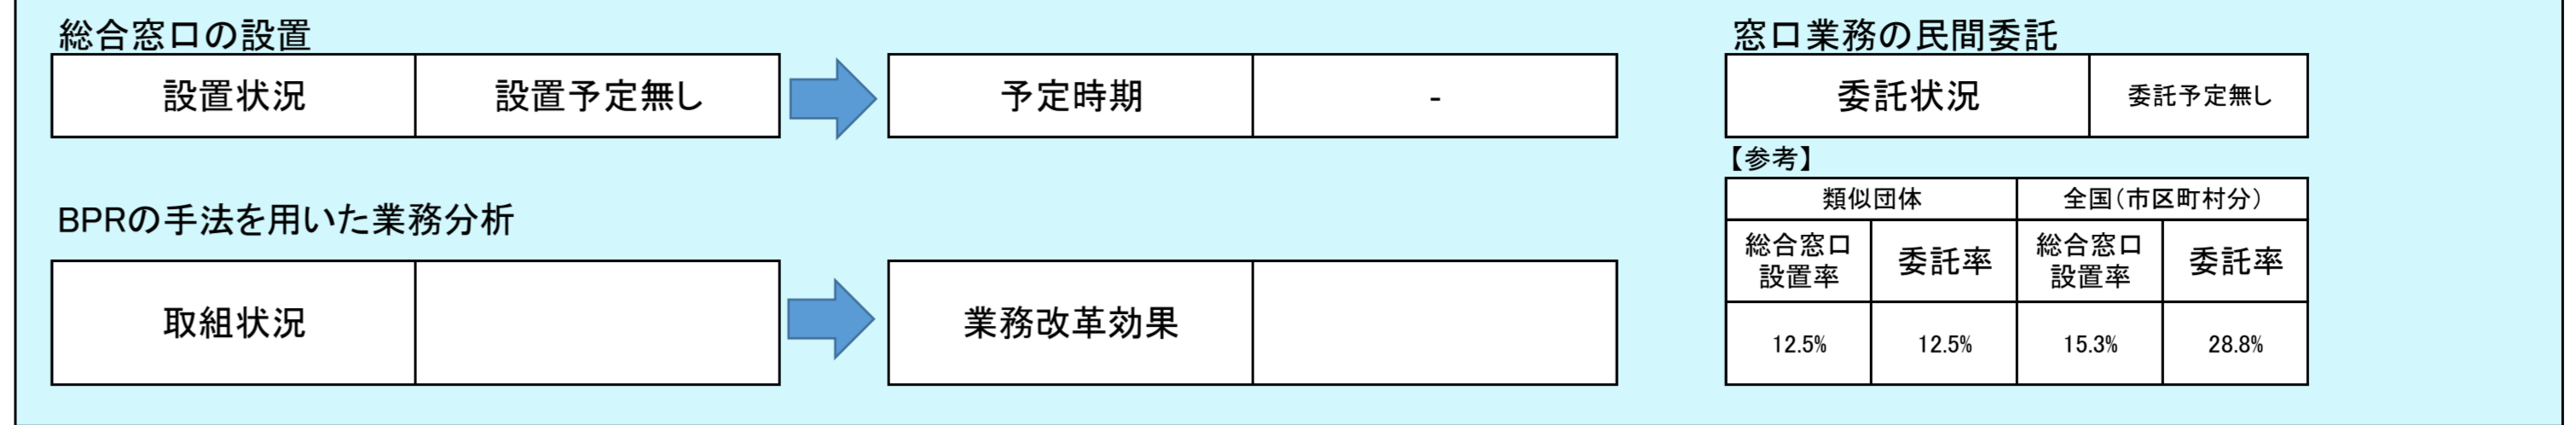 総合窓口の設置
設置状況 設置予定無し 予定時期 -
窓口業務の民間委託
委託状況 委託予定無し
【参考】
類似団体 全国(市区町村分)
総合窓口
設置率 委託率 総合窓口
設置率 委託率
12.5% 12.5% 15.3% 28.8%
BPRの手法を用いた業務分析
取組状況 業務改革効果